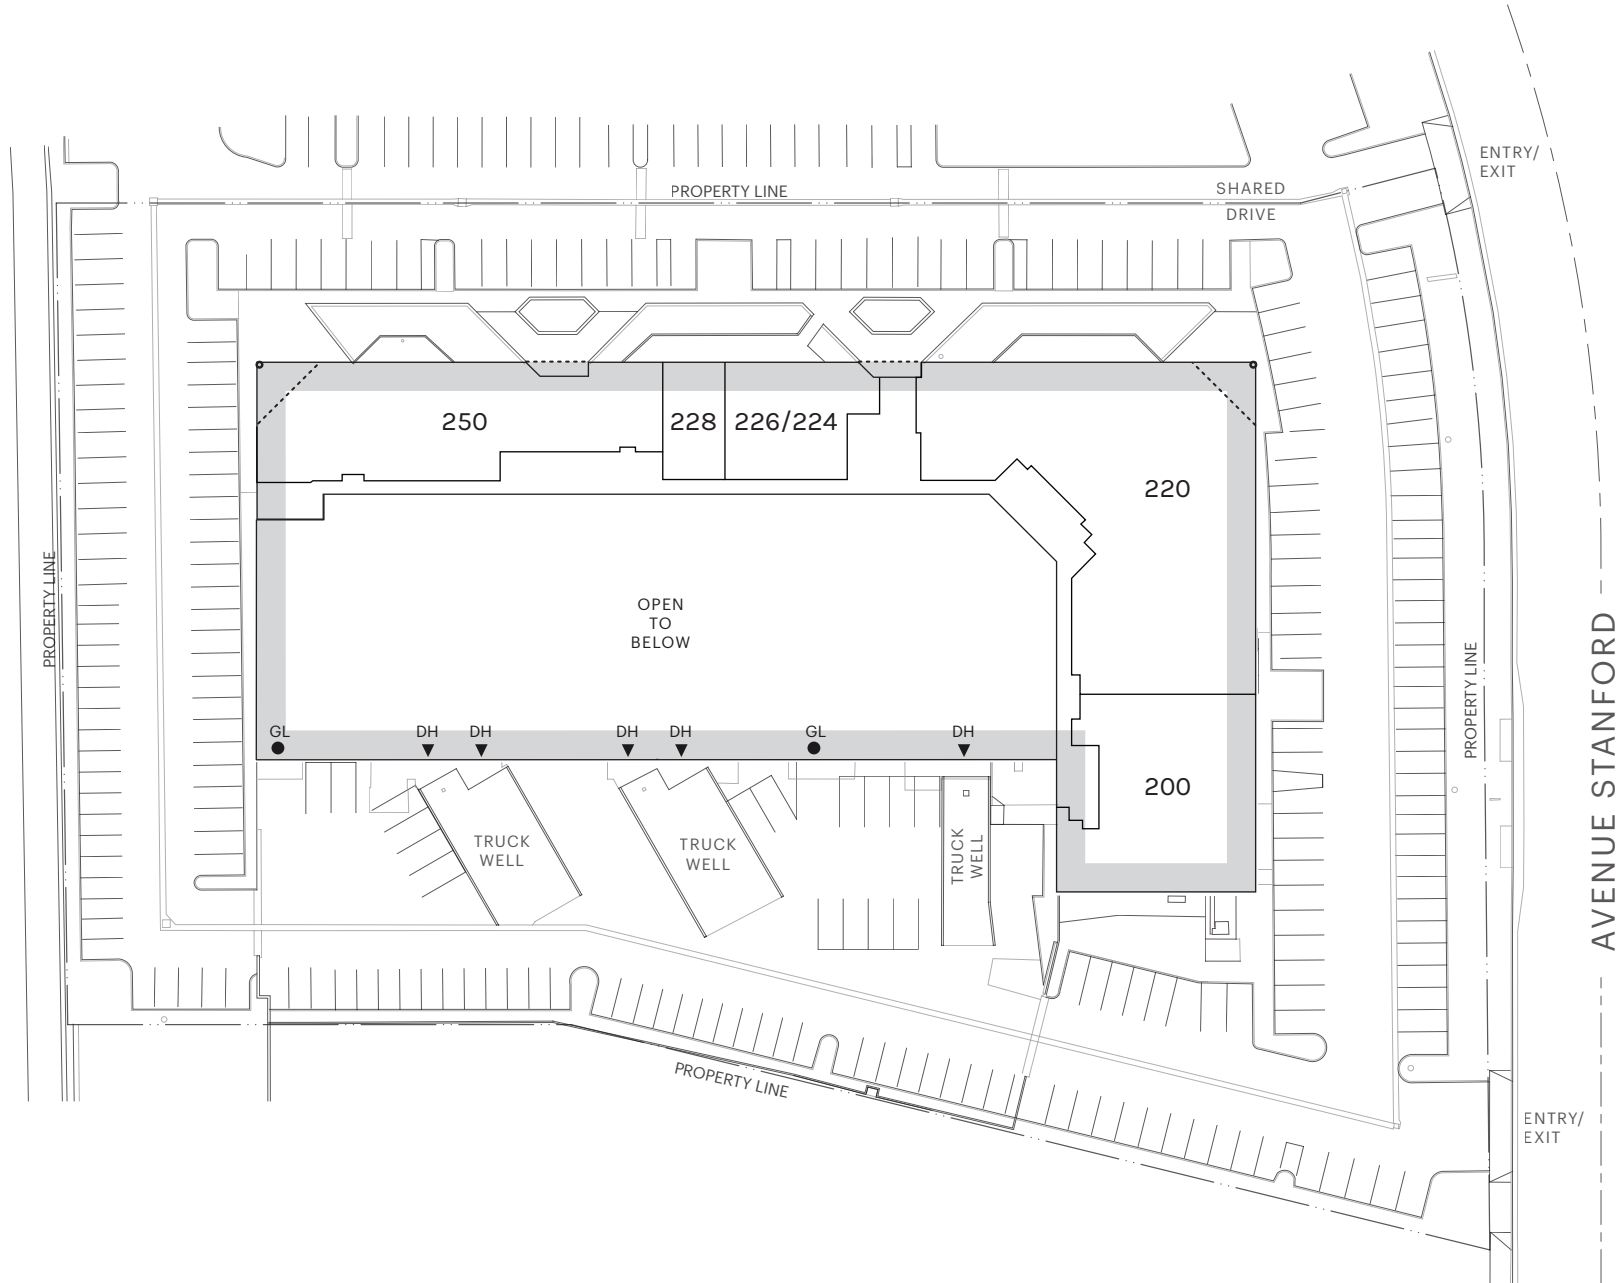 ENTRY/
EXIT
PROPERTY LINE
SHARED
DRIVE
250
228
226/224
220
PROPERTY LINE
OPEN
TO
BELOW
PROPERTY LINE
AVENUE STANFORD
GL
DH
DH
DH
DH
GL
DH
200
TRUCK
WELL
TRUCK
WELL
TRUCK
WELL
PROPERTY LINE
ENTRY/
EXIT